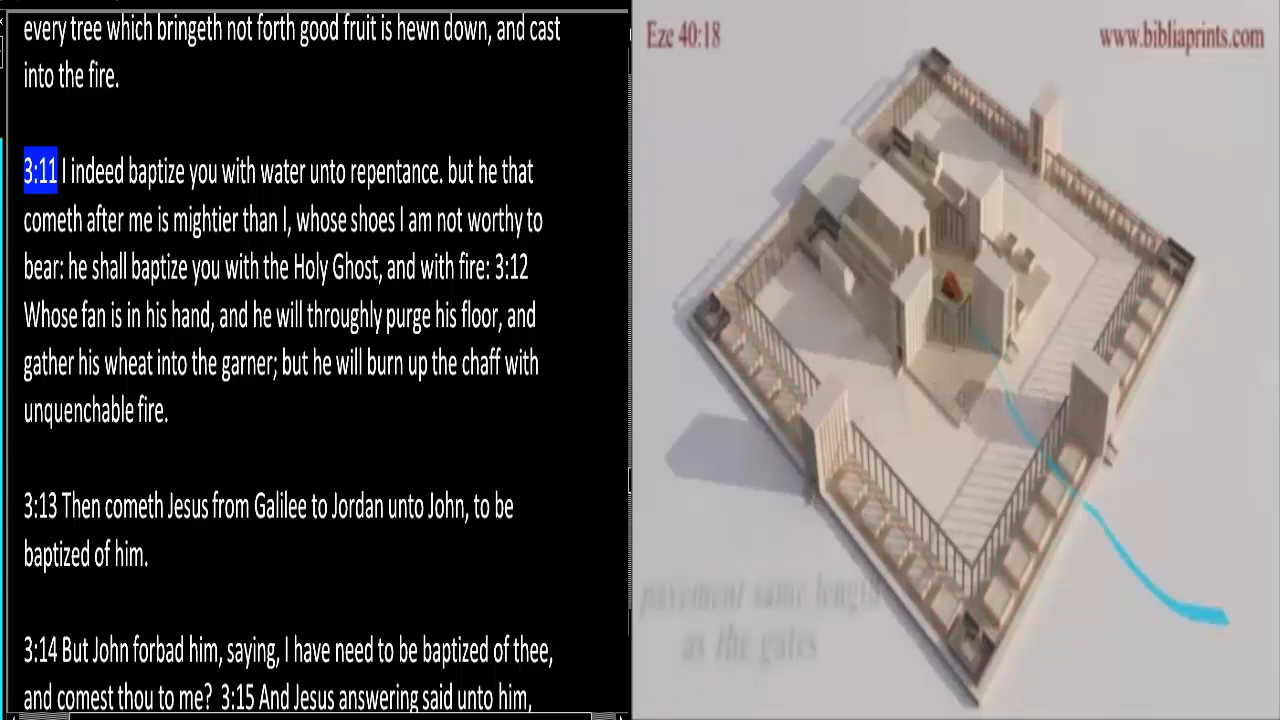 every tree which bringeth not forth good fruit is hewn down, and cast
into the fire.
3:11 I indeed baptize you with water unto repentance. but he that
cometh after me is mightier than I, whose shoes I am not worthy to
bear: he shall baptize you with the Holy Ghost, and with fire: 3:12
Whose fan is in his hand, and he will throughly purge his floor, and
gather his wheat into the garner; but he will burn up the chaff with
unquenchable fire.
3:13 Then cometh Jesus from Galilee to Jordan unto John, to be
baptized of him.
3:14 But John forbad him, saying, I have need to be baptized of thee,
and comest thou to me? 3:15 And Jesus answering said unto him,
Eze 40:18
www.bibliaprints.com
pavement same length
as the gates